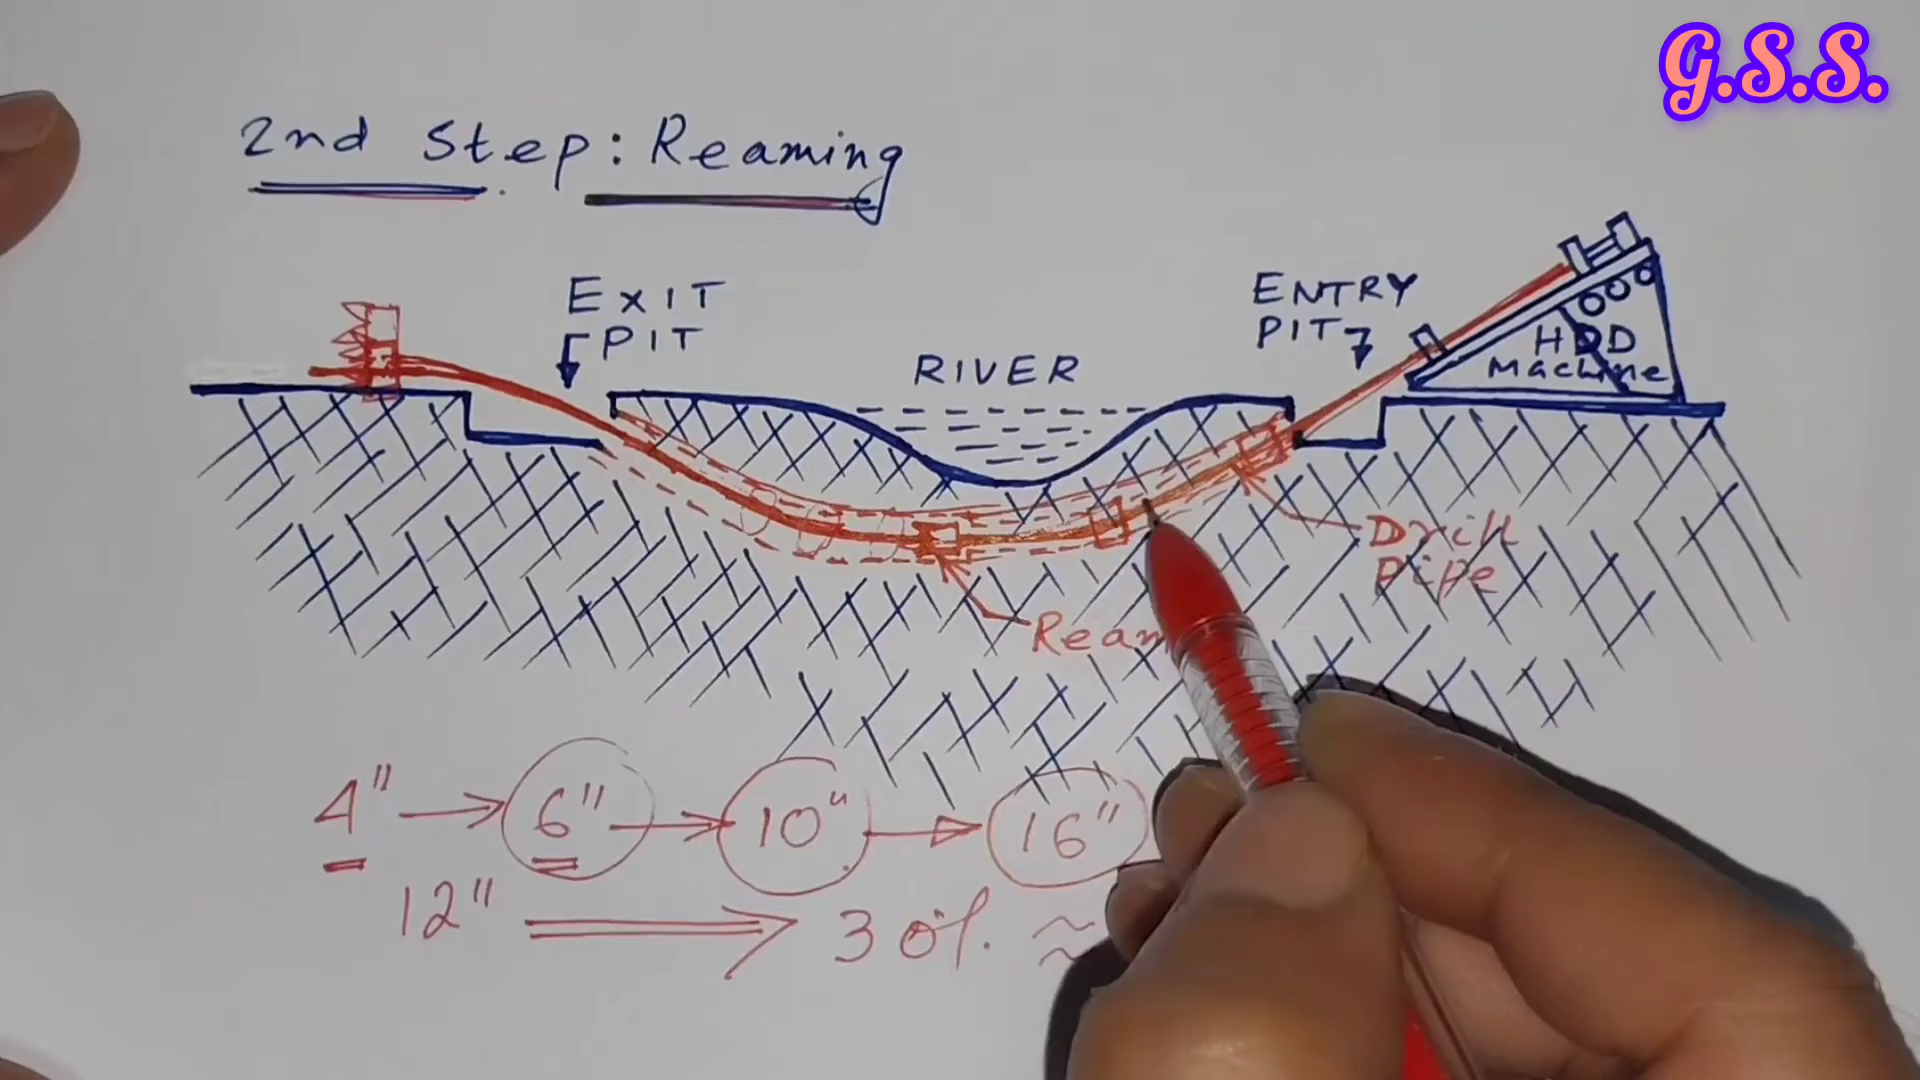 G.S.S.
2nd Step: Reaming
EXIT
PIT
RIVER
ENTRY
PIT
HDD
Machine
Drill
Pipe
4" → 6" → 10" → 16"
12" ⇒ 30%. ≈